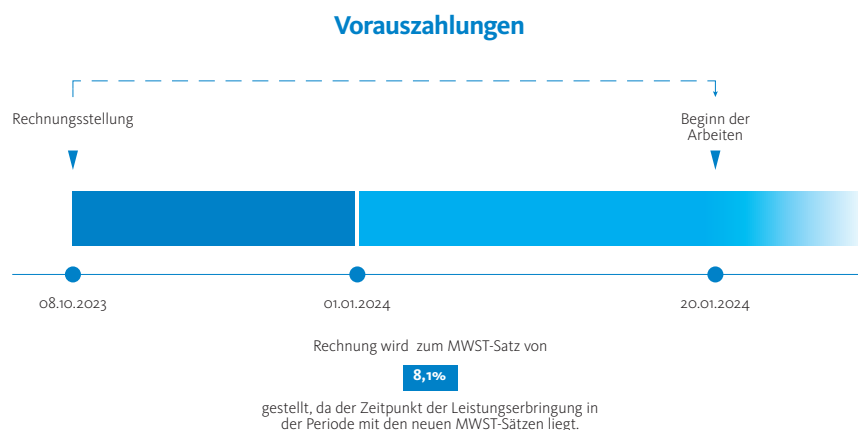 Vorauszahlungen
Rechnungsstellung
Beginn der
Arbeiten
08.10.2023
01.01.2024
20.01.2024
Rechnung wird zum MWST-Satz von
8,1%
gestellt, da der Zeitpunkt der Leistungserbringung in
der Periode mit den neuen MWST-Sätzen liegt.